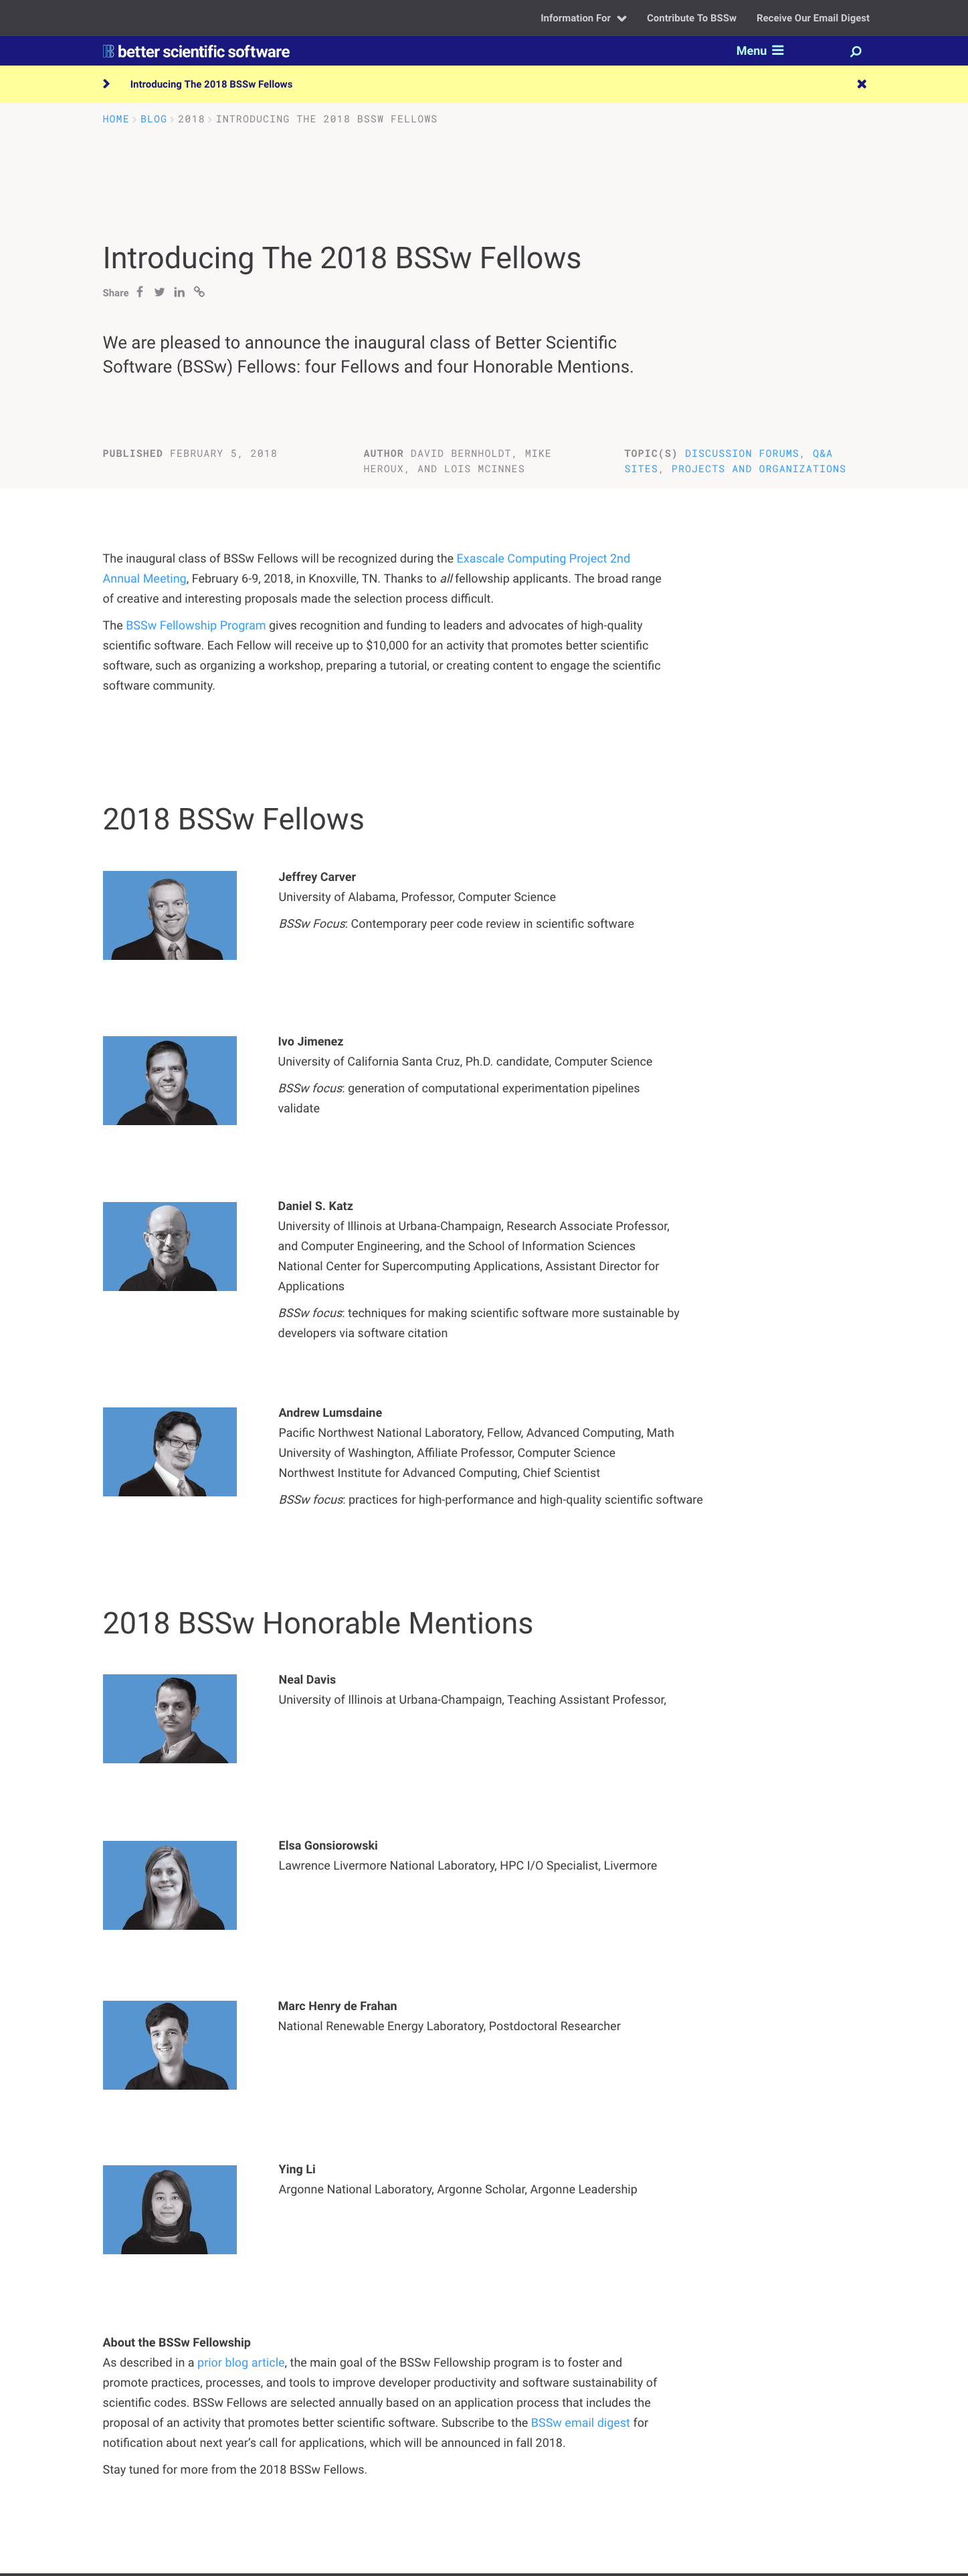 Information For
Contribute To BSSw
Receive Our Email Digest
better scientific software
Menu
Introducing The 2018 BSSw Fellows
HOME > BLOG > 2018 > INTRODUCING THE 2018 BSSW FELLOWS
Introducing The 2018 BSSw Fellows
Share
We are pleased to announce the inaugural class of Better Scientific
Software (BSSw) Fellows: four Fellows and four Honorable Mentions.
PUBLISHED FEBRUARY 5, 2018
AUTHOR DAVID BERNHOLDT, MIKE
HEROUX, AND LOIS MCINNES
TOPIC(S) DISCUSSION FORUMS, Q&A
SITES, PROJECTS AND ORGANIZATIONS
The inaugural class of BSSw Fellows will be recognized during the Exascale Computing Project 2nd
Annual Meeting, February 6-9, 2018, in Knoxville, TN. Thanks to all fellowship applicants. The broad range
of creative and interesting proposals made the selection process difficult.
The BSSw Fellowship Program gives recognition and funding to leaders and advocates of high-quality
scientific software. Each Fellow will receive up to $10,000 for an activity that promotes better scientific
software, such as organizing a workshop, preparing a tutorial, or creating content to engage the scientific
software community.
2018 BSSw Fellows
Jeffrey Carver
University of Alabama, Professor, Computer Science
BSSw Focus: Contemporary peer code review in scientific software
Ivo Jimenez
University of California Santa Cruz, Ph.D. candidate, Computer Science
BSSw focus: generation of computational experimentation pipelines
validate
Daniel S. Katz
University of Illinois at Urbana-Champaign, Research Associate Professor,
and Computer Engineering, and the School of Information Sciences
National Center for Supercomputing Applications, Assistant Director for
Applications
BSSw focus: techniques for making scientific software more sustainable by
developers via software citation
Andrew Lumsdaine
Pacific Northwest National Laboratory, Fellow, Advanced Computing, Math
University of Washington, Affiliate Professor, Computer Science
Northwest Institute for Advanced Computing, Chief Scientist
BSSw focus: practices for high-performance and high-quality scientific software
2018 BSSw Honorable Mentions
Neal Davis
University of Illinois at Urbana-Champaign, Teaching Assistant Professor,
Elsa Gonsiorowski
Lawrence Livermore National Laboratory, HPC I/O Specialist, Livermore
Marc Henry de Frahan
National Renewable Energy Laboratory, Postdoctoral Researcher
Ying Li
Argonne National Laboratory, Argonne Scholar, Argonne Leadership
About the BSSw Fellowship
As described in a prior blog article, the main goal of the BSSw Fellowship program is to foster and
promote practices, processes, and tools to improve developer productivity and software sustainability of
scientific codes. BSSw Fellows are selected annually based on an application process that includes the
proposal of an activity that promotes better scientific software. Subscribe to the BSSw email digest for
notification about next year's call for applications, which will be announced in fall 2018.
Stay tuned for more from the 2018 BSSw Fellows.